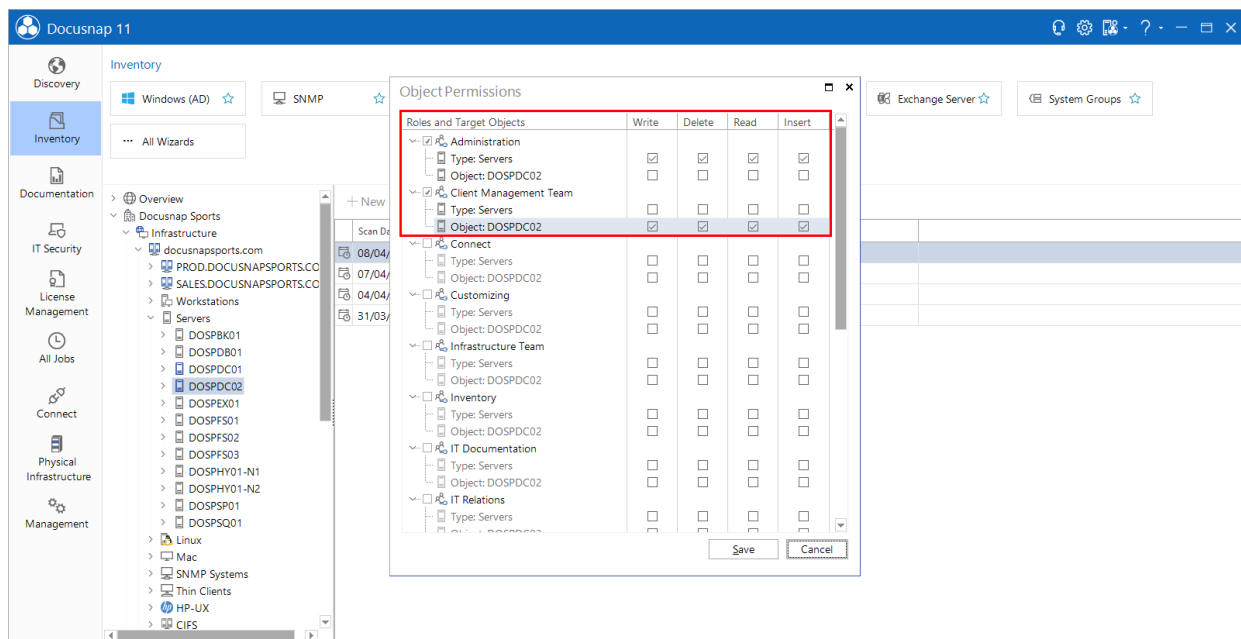 Docusnap 11
Discovery
Inventory
Documentation
IT Security
License
Management
All Jobs
Connect
Physical
Infrastructure
Management
Inventory
Windows (AD)
SNMP
Exchange Server
System Groups
All Wizards
Overview
Docusnap Sports
Infrastructure
docusnapsports.com
PROD.DOCUSNAPSPORTS.CO
SALES.DOCUSNAPSPORTS.CO
Workstations
Servers
DOSPBK01
DOSPDB01
DOSPDC01
DOSPDC02
DOSPEX01
DOSPFS01
DOSPFS02
DOSPFS03
DOSPHY01-N1
DOSPHY01-N2
DOSPSP01
DOSPSQ01
Linux
Mac
SNMP Systems
Thin Clients
HP-UX
CIFS
New
Scan Da
08/04/
07/04/
04/04/
31/03/
Object Permissions
Roles and Target Objects Write Delete Read Insert
Administration
Type: Servers
Object: DOSPDC02
Client Management Team
Type: Servers
Object: DOSPDC02
Connect
Type: Servers
Object: DOSPDC02
Customizing
Type: Servers
Object: DOSPDC02
Infrastructure Team
Type: Servers
Object: DOSPDC02
Inventory
Type: Servers
Object: DOSPDC02
IT Documentation
Type: Servers
Object: DOSPDC02
IT Relations
Type: Servers
Save Cancel